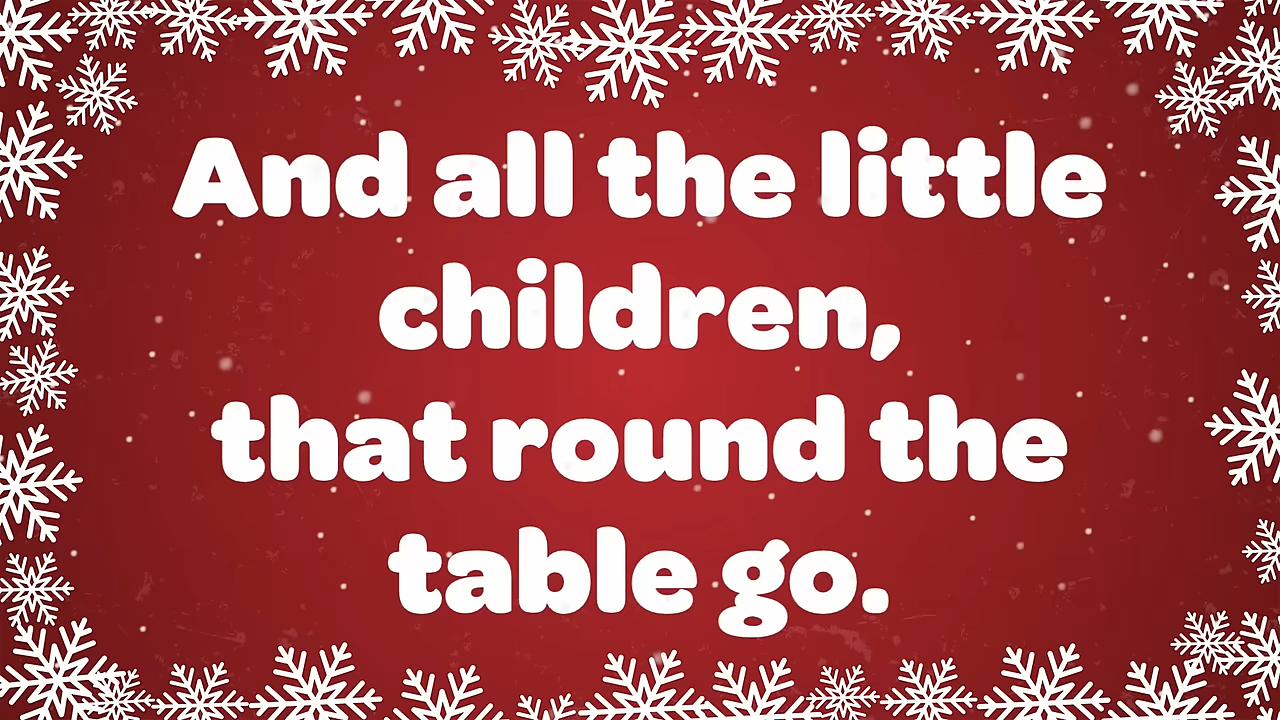 And all the little
children,
that round the
table go.